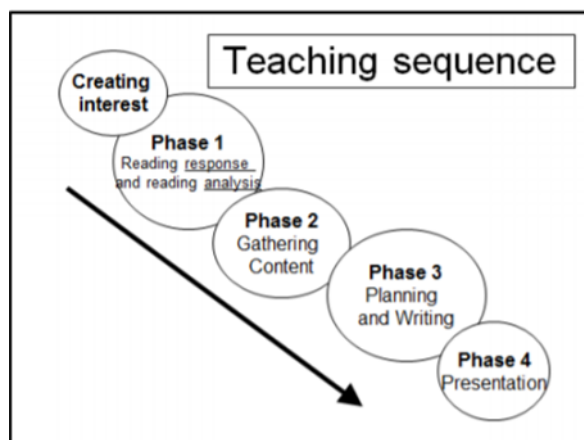 Teaching sequence
Creating
interest
Phase 1
Reading response
and reading analysis
Phase 2
Gathering
Content
Phase 3
Planning
and Writing
Phase 4
Presentation